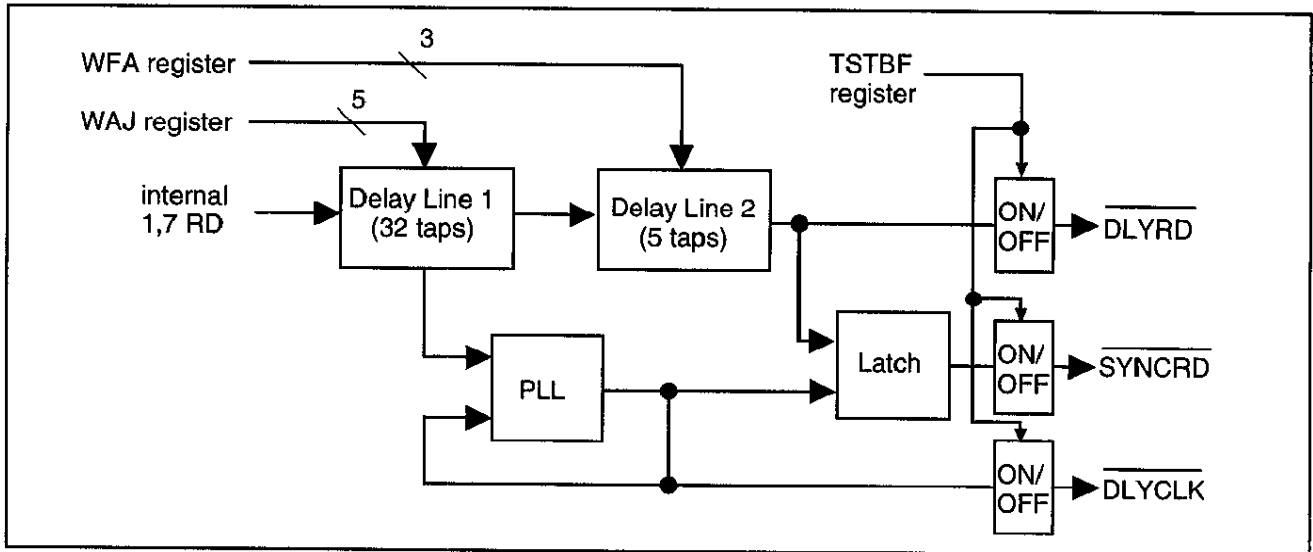 WFA register
3
TSTBF
register
WAJ register
5
internal
1,7 RD
Delay Line 1
(32 taps)
Delay Line 2
(5 taps)
ON/
OFF
DLYRD
PLL
Latch
ON/
OFF
SYNCRD
ON/
OFF
DLYCLK